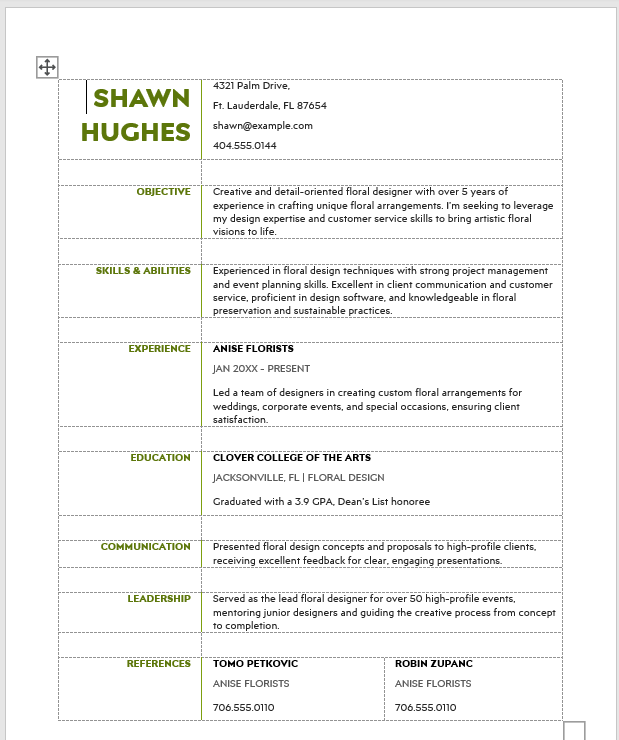 SHAWN
HUGHES
4321 Palm Drive,
Ft. Lauderdale, FL 87654
shawn@example.com
404.555.0144
OBJECTIVE
Creative and detail-oriented floral designer with over 5 years of
experience in crafting unique floral arrangements. I'm seeking to leverage
my design expertise and customer service skills to bring artistic floral
visions to life.
SKILLS & ABILITIES
Experienced in floral design techniques with strong project management
and event planning skills. Excellent in client communication and customer
service, proficient in design software, and knowledgeable in floral
preservation and sustainable practices.
EXPERIENCE
ANISE FLORISTS
JAN 20XX - PRESENT
Led a team of designers in creating custom floral arrangements for
weddings, corporate events, and special occasions, ensuring client
satisfaction.
EDUCATION
CLOVER COLLEGE OF THE ARTS
JACKSONVILLE, FL | FLORAL DESIGN
Graduated with a 3.9 GPA, Dean's List honoree
COMMUNICATION
Presented floral design concepts and proposals to high-profile clients,
receiving excellent feedback for clear, engaging presentations.
LEADERSHIP
Served as the lead floral designer for over 50 high-profile events,
mentoring junior designers and guiding the creative process from concept
to completion.
REFERENCES
TOMO PETKOVIC
ANISE FLORISTS
706.555.0110
ROBIN ZUPANC
ANISE FLORISTS
706.555.0110